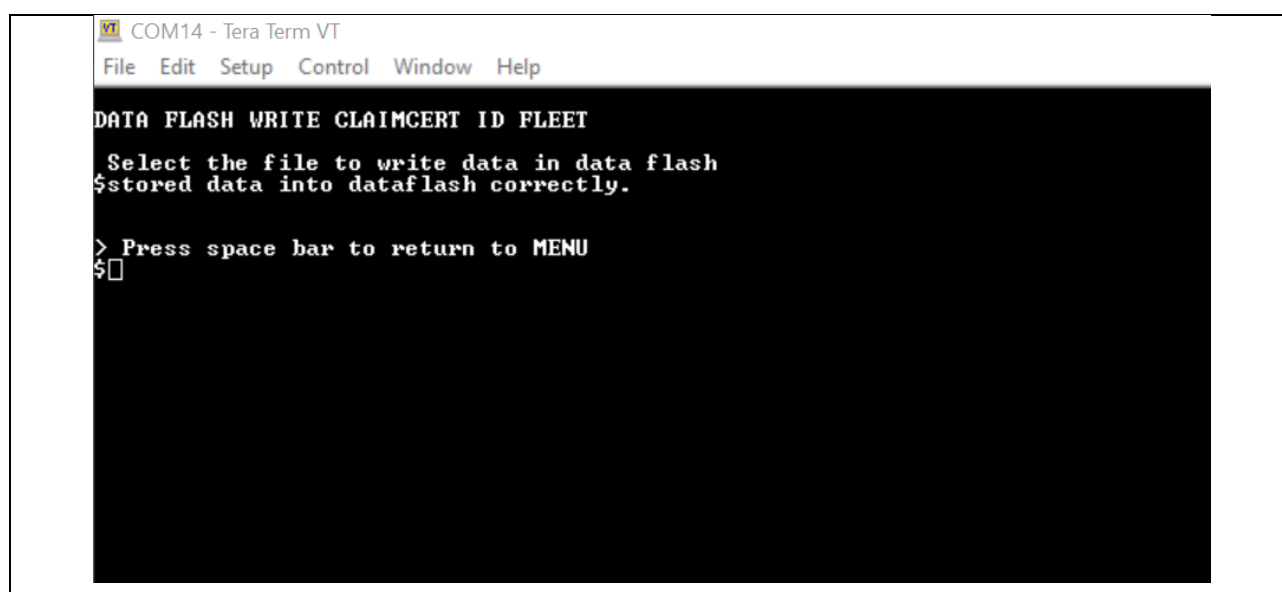 COM14 - Tera Term VT
File Edit Setup Control Window Help
DATA FLASH WRITE CLAIMCERT ID FLEET
Select the file to write data in data flash
$stored data into dataflash correctly.
> Press space bar to return to MENU
$